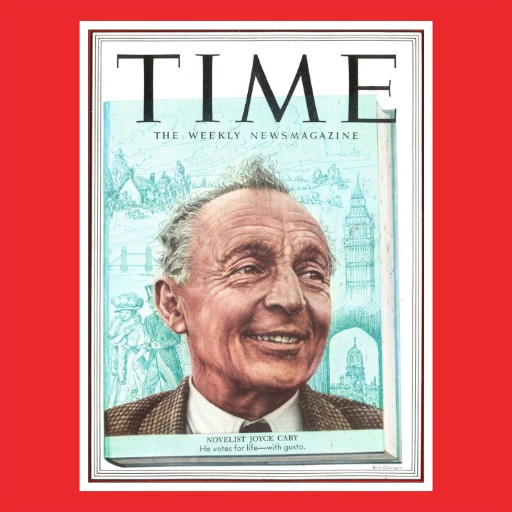 TIME
THE WEEKLY NEWSMAGAZINE
NOVELIST JOYCE CARY
He votes for life—with gusto.